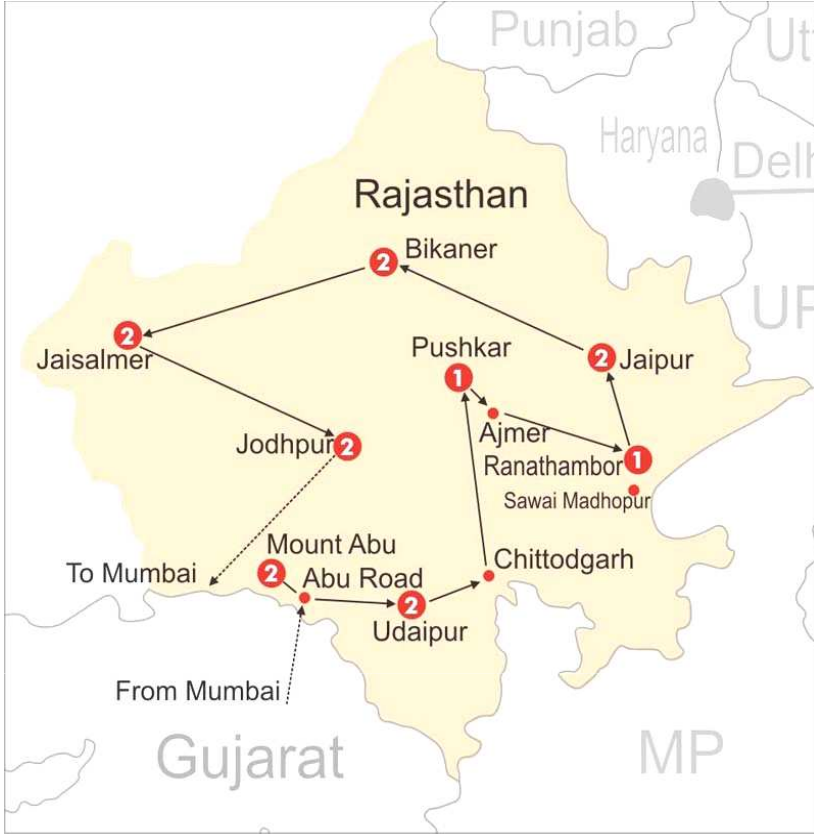 Punjab
Utt
Haryana
Delh
Rajasthan
2 Bikaner
UP
2
Jaisalmer
Pushkar
1
2 Jaipur
Ajmer
Jodhpur 2
Ranathambor 1
Sawai Madhopur
Mount Abu
2
To Mumbai
Abu Road
Chittodgarh
2
Udaipur
From Mumbai
Gujarat
MP